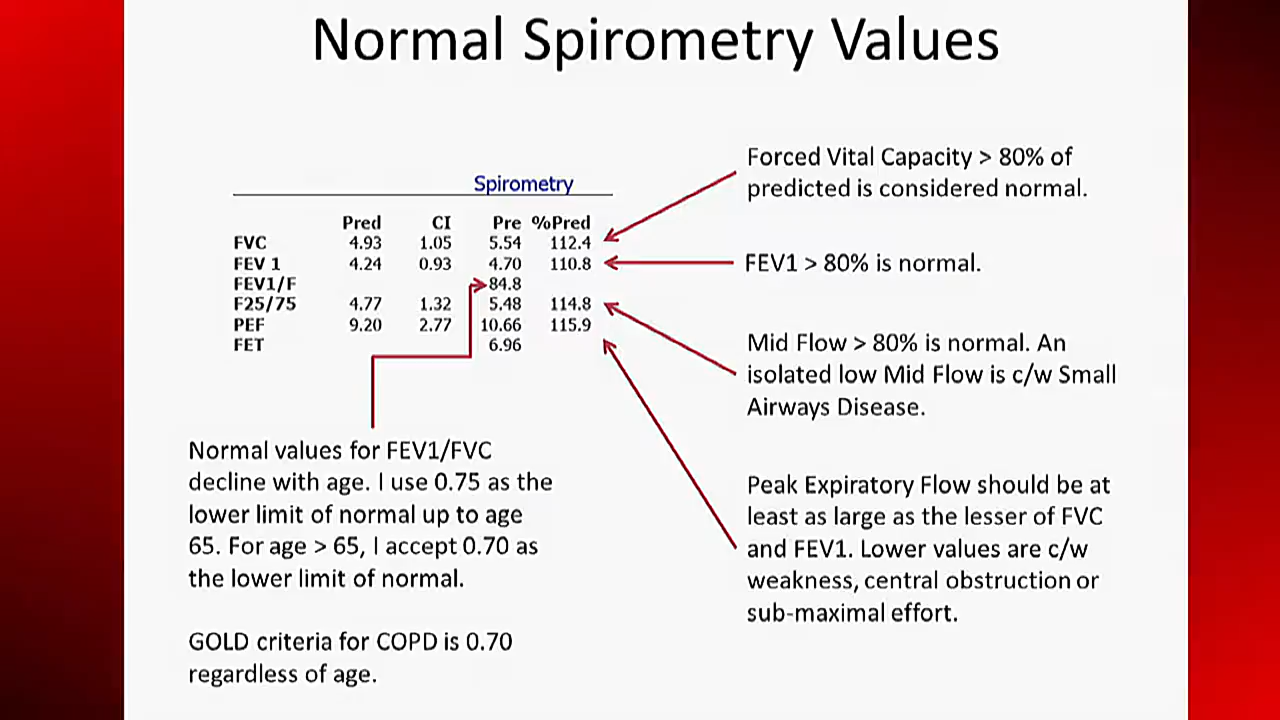 Normal Spirometry Values
Spirometry
Pred CI Pre %Pred
FVC 4.93 1.05 5.54 112.4
FEV 1 4.24 0.93 4.70 110.8
FEV1/F 84.8
F25/75 4.77 1.32 5.48 114.8
PEF 9.20 2.77 10.66 115.9
FET 6.96
Forced Vital Capacity > 80% of
predicted is considered normal.
FEV1 > 80% is normal.
Mid Flow > 80% is normal. An
isolated low Mid Flow is c/w Small
Airways Disease.
Peak Expiratory Flow should be at
least as large as the lesser of FVC
and FEV1. Lower values are c/w
weakness, central obstruction or
sub-maximal effort.
Normal values for FEV1/FVC
decline with age. I use 0.75 as the
lower limit of normal up to age
65. For age > 65, I accept 0.70 as
the lower limit of normal.
GOLD criteria for COPD is 0.70
regardless of age.